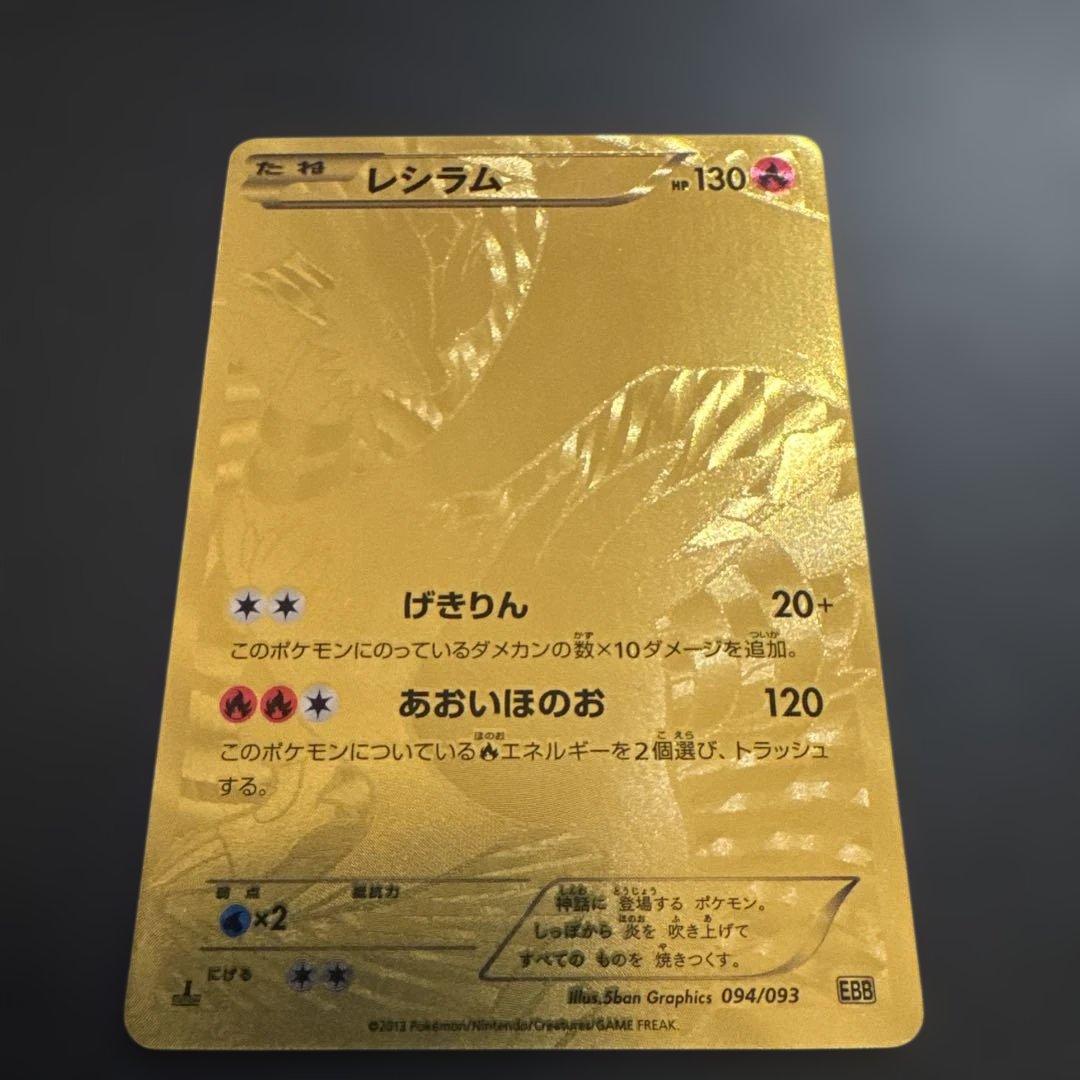 たね レシラム HP130
げきりん 20+
このポケモンにのっているダメカンの数×10ダメージを追加。
あおいほのお 120
このポケモンについている エネルギーを2個選び、トラッシュ
する。
弱点 抵抗力
×2
にげる
神話に 登場する ポケモン。
しっぽから 炎を 吹き上げて
すべての ものを 焼きつくす。
1
Illus.5ban Graphics 094/093 EBB
©2013 Pokémon/Nintendo/Creatures/GAME FREAK.